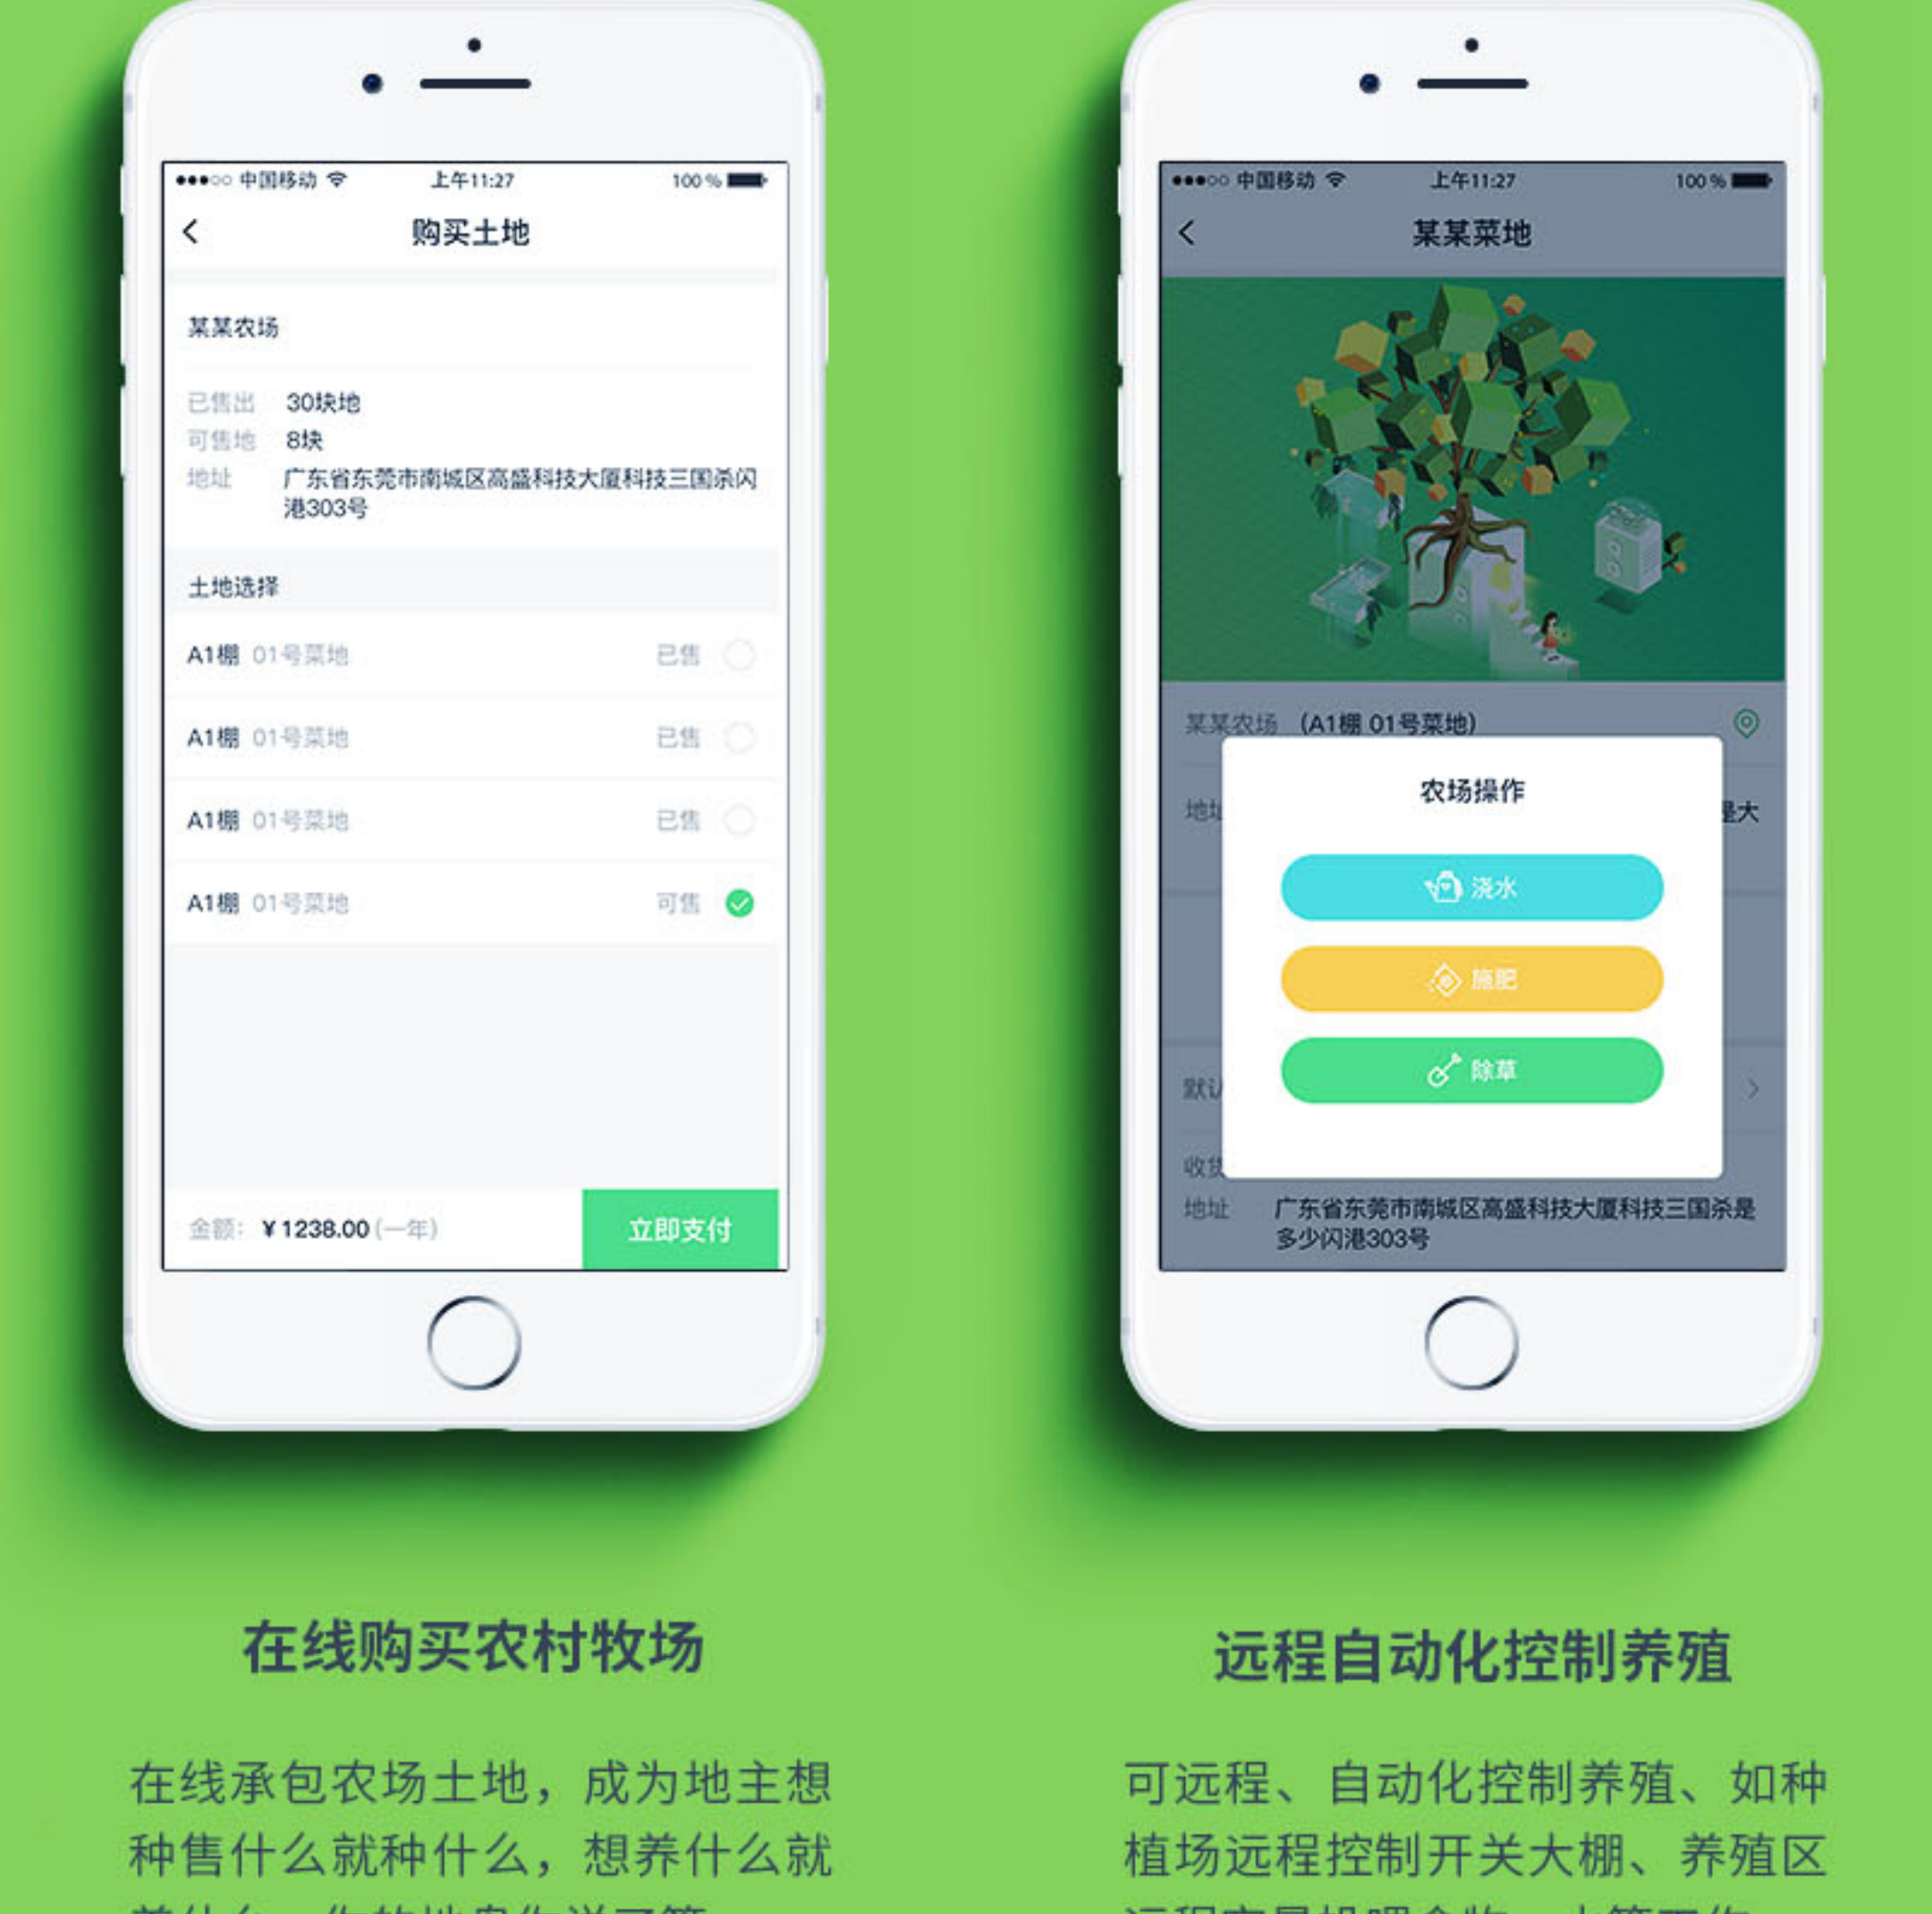 中国移动
上午11:27
100 %
购买土地
某某农场
已售出 30块地
可售地 8块
地址 广东省东莞市南城区高盛科技大厦科技三国杀闪
港303号
土地选择
A1棚 01号菜地 已售
A1棚 01号菜地 已售
A1棚 01号菜地 已售
A1棚 01号菜地 可售
金额: ¥1238.00(一年) 立即支付
在线购买农村牧场
在线承包农场土地，成为地主想
种售什么就种什么，想养什么就
中国移动
上午11:27
100 %
某某菜地
某某农场 (A1棚 01号菜地)
地址
是大
农场操作
浇水
施肥
除草
默认
收货
地址 广东省东莞市南城区高盛科技大厦科技三国杀是
多少闪港303号
远程自动化控制养殖
可远程、自动化控制养殖、如种
植场远程控制开关大棚、养殖区